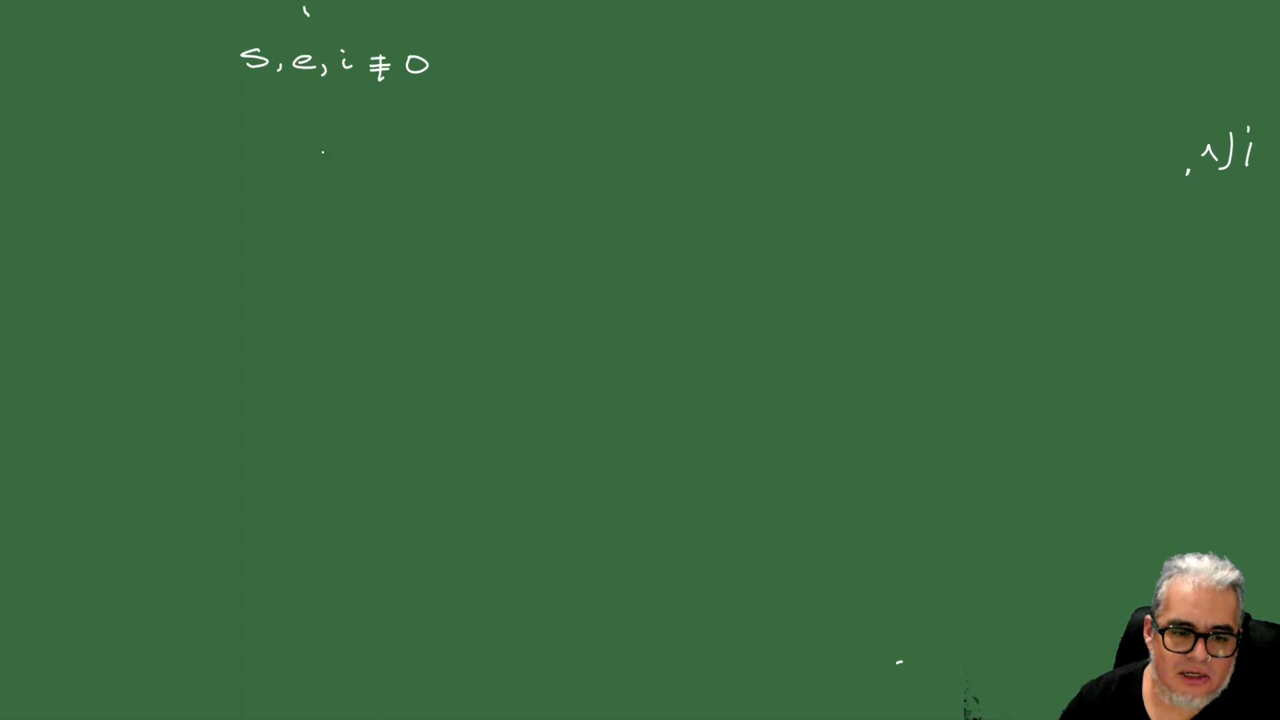 s, e, i ≠ 0